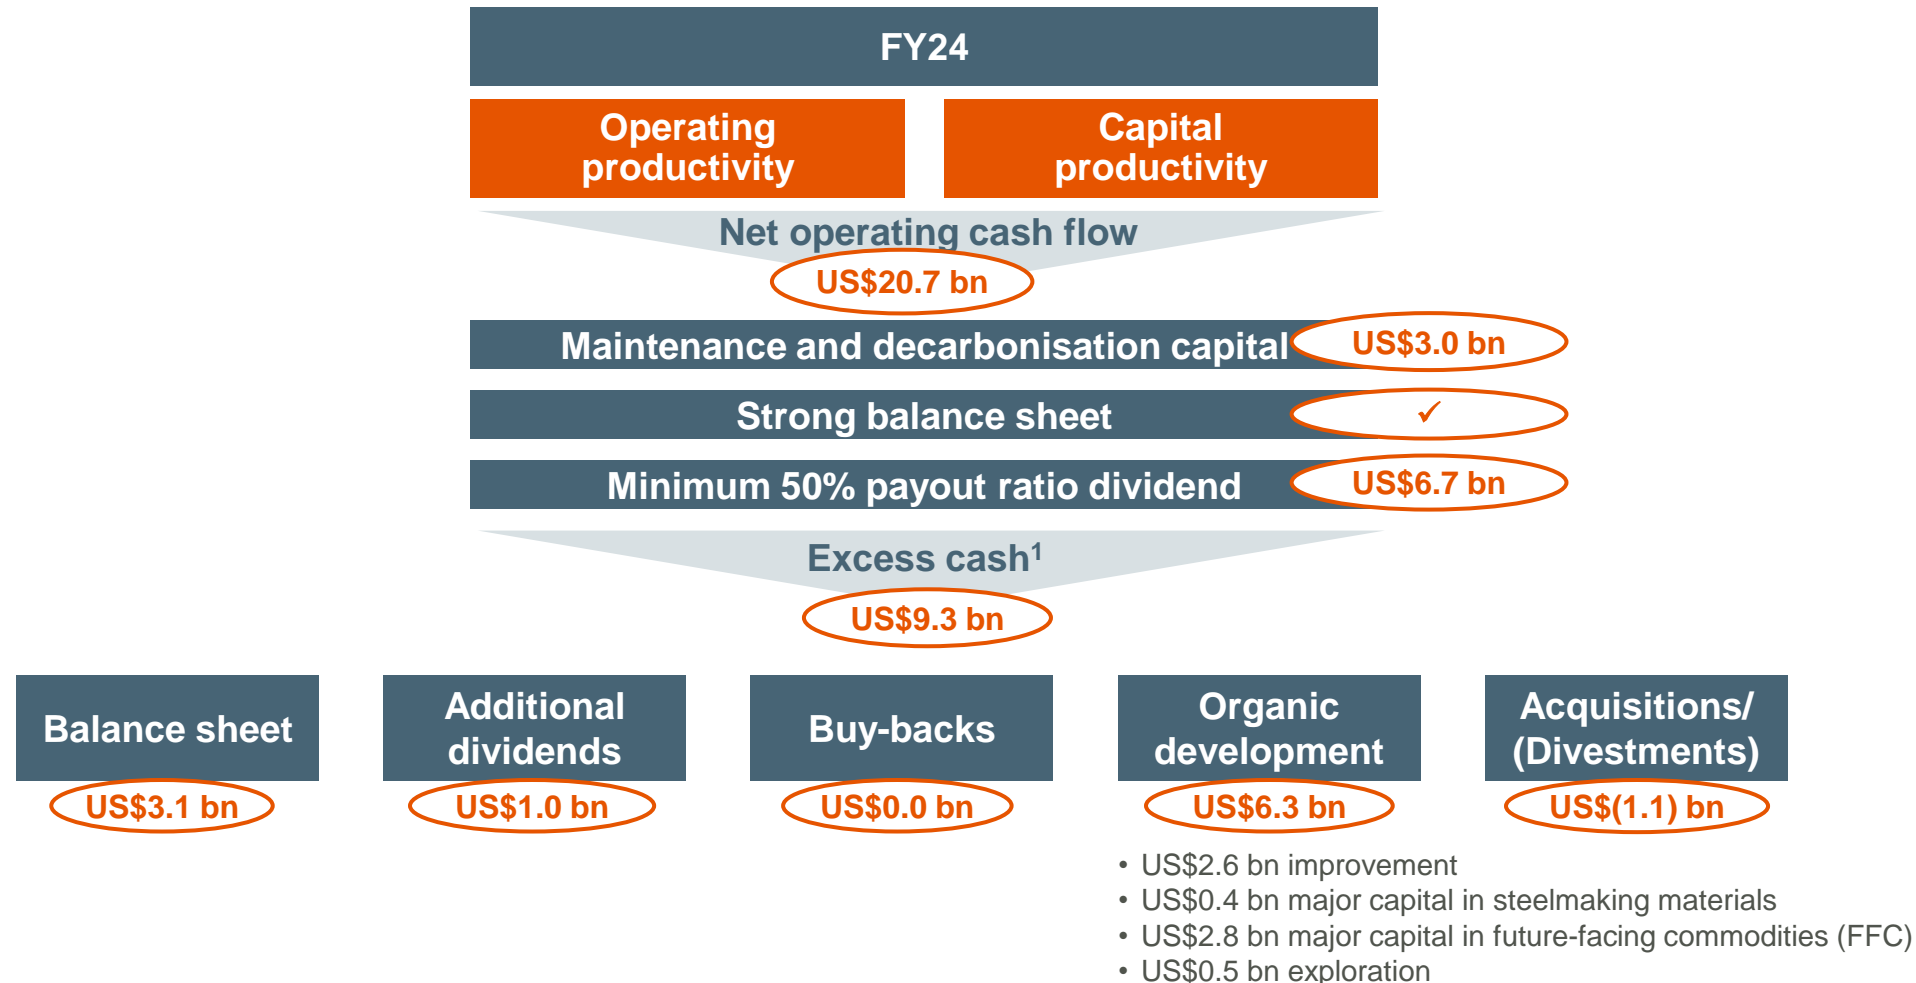 FY24
Operating
productivity
Capital
productivity
Net operating cash flow
US$20.7 bn
Maintenance and decarbonisation capital
US$3.0 bn
Strong balance sheet
✓
Minimum 50% payout ratio dividend
US$6.7 bn
Excess cash¹
US$9.3 bn
Balance sheet
US$3.1 bn
Additional
dividends
US$1.0 bn
Buy-backs
US$0.0 bn
Organic
development
US$6.3 bn
Acquisitions/
(Divestments)
US$(1.1) bn
• US$2.6 bn improvement
• US$0.4 bn major capital in steelmaking materials
• US$2.8 bn major capital in future-facing commodities (FFC)
• US$0.5 bn exploration